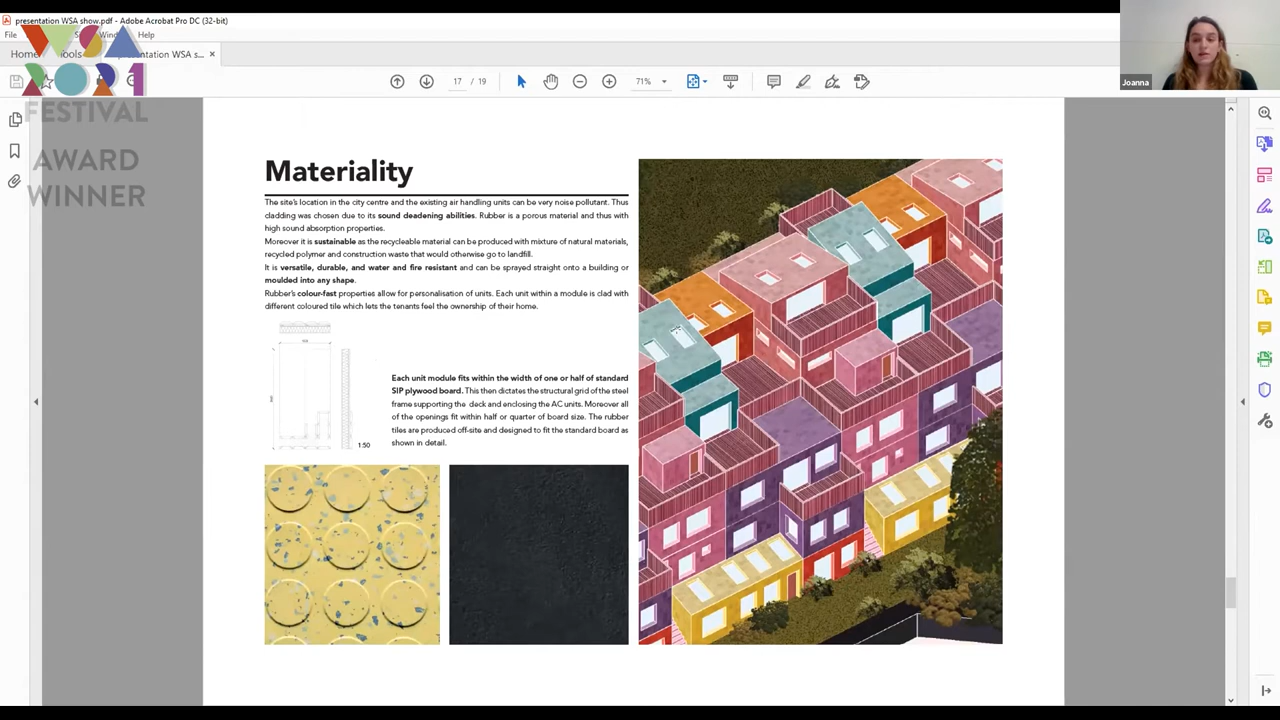 presentation WSA show.pdf - Adobe Acrobat Pro DC (32-bit)
File Help
Home Tools presentation WSA s... ×
17 / 19 71%
WSA
2021
FESTIVAL
AWARD
WINNER
Joanna
Materiality
The site's location in the city centre and the existing air handling units can be very noise pollutant. Thus
cladding was chosen due to its sound deadening abilities. Rubber is a porous material and thus with
high sound absorption properties.
Moreover it is sustainable as the recycleable material can be produced with mixture of natural materials,
recycled polymer and construction waste that would otherwise go to landfill.
It is versatile, durable, and water and fire resistant and can be sprayed straight onto a building or
moulded into any shape.
Rubber's colour-fast properties allow for personalisation of units. Each unit within a module is clad with
different coloured tile which lets the tenants feel the ownership of their home.
Each unit module fits within the width of one or half of standard
SIP plywood board. This then dictates the structural grid of the steel
frame supporting the deck and enclosing the AC units. Moreover all
of the openings fit within half or quarter of board size. The rubber
tiles are produced off-site and designed to fit the standard board as
shown in detail.
1:50